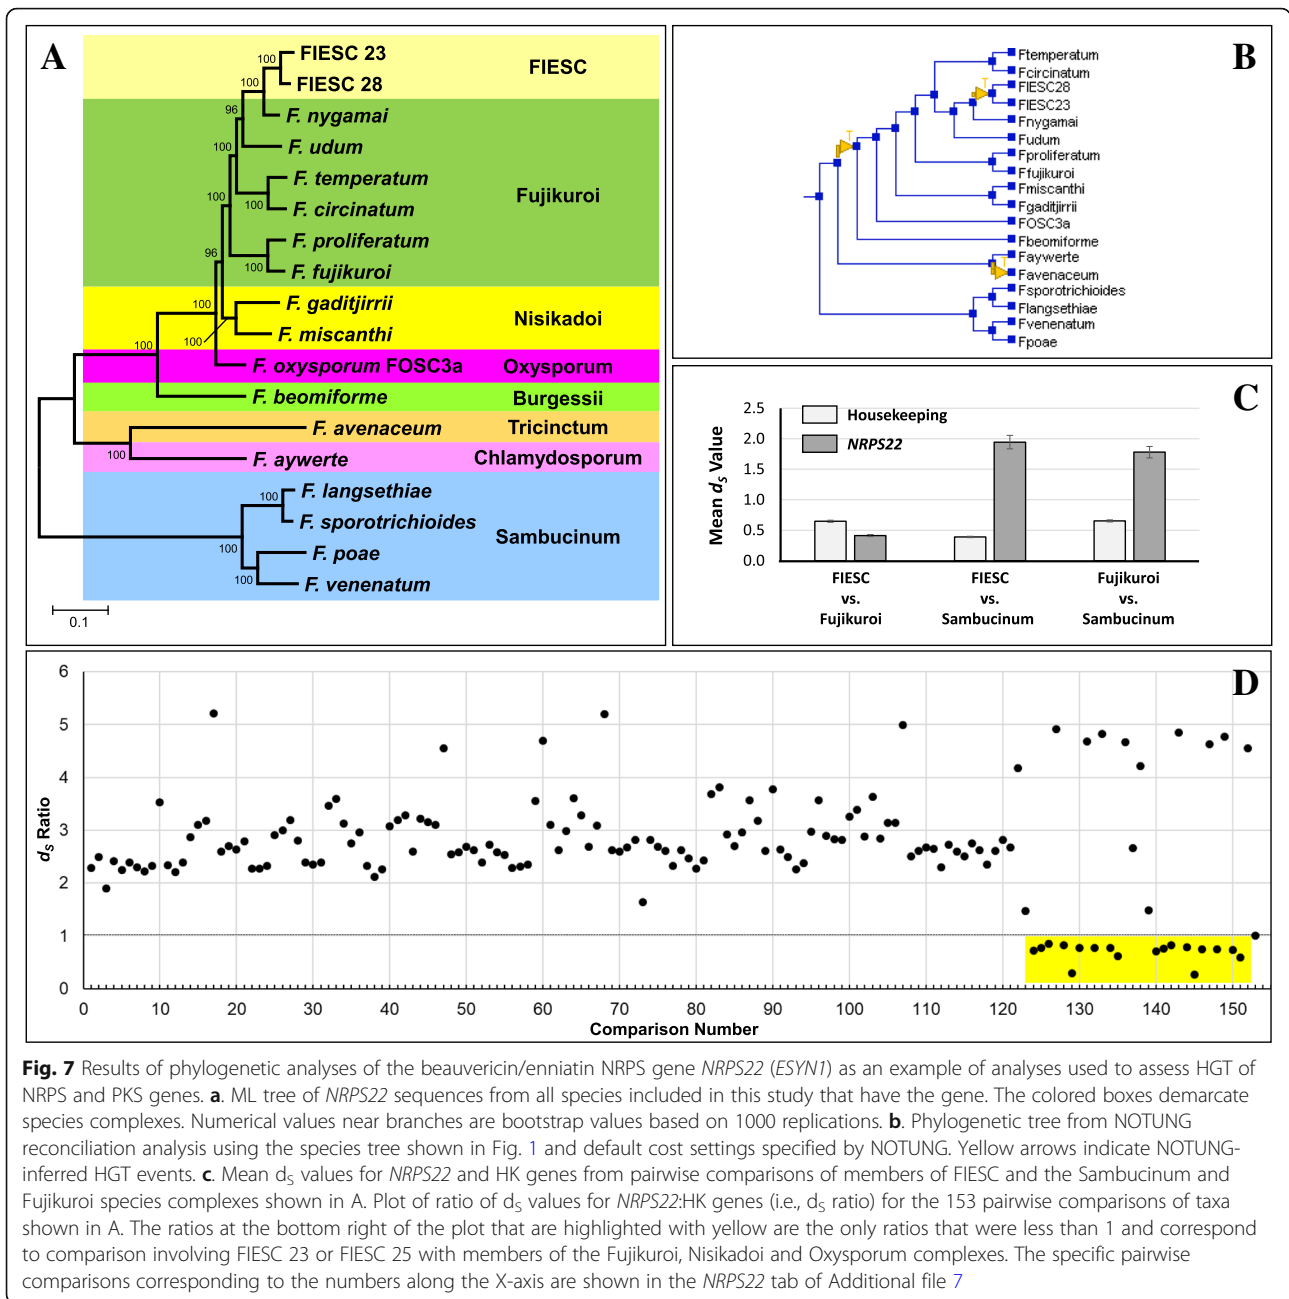 A
FIESC 23
FIESC 28
FIESC
F. nygamai
F. udum
F. temperatum
F. circinatum
F. proliferatum
F. fujikuroi
Fujikuroi
F. gaditjirrii
F. miscanthi
Nisikadoi
F. oxysporum FOSC3a
Oxysporum
F. beomiforme
Burgessii
F. avenaceum
Tricinctum
F. aywerte
Chlamydosporum
F. langsethiae
F. sporotrichioides
F. poae
F. venenatum
Sambucinum
100
100
96
100
100
100
100
96
100
100
100
100
100
100
100
0.1
B
Ftemperatum
Fcircinatum
FIESC28
FIESC23
Fnygamai
Fudum
Fproliferatum
Ffujikuroi
Fmiscanthi
Fgaditjirrii
FOSC3a
Fbeomiforme
Faywerte
Favenaceum
Fsporotrichioides
Flangsethiae
Fvenenatum
Fpoae
T
T
T
C
Housekeeping
NRPS22
Mean dS Value
2.5
2.0
1.5
1.0
0.5
0.0
FIESC
vs.
Fujikuroi
FIESC
vs.
Sambucinum
Fujikuroi
vs.
Sambucinum
D
dS Ratio
6
5
4
3
2
1
0
0 10 20 30 40 50 60 70 80 90 100 110 120 130 140 150
Comparison Number
Fig. 7 Results of phylogenetic analyses of the beauvericin/enniatin NRPS gene NRPS22 (ESYN1) as an example of analyses used to assess HGT of
NRPS and PKS genes. a. ML tree of NRPS22 sequences from all species included in this study that have the gene. The colored boxes demarcate
species complexes. Numerical values near branches are bootstrap values based on 1000 replications. b. Phylogenetic tree from NOTUNG
reconciliation analysis using the species tree shown in Fig. 1 and default cost settings specified by NOTUNG. Yellow arrows indicate NOTUNG-
inferred HGT events. c. Mean dS values for NRPS22 and HK genes from pairwise comparisons of members of FIESC and the Sambucinum and
Fujikuroi species complexes shown in A. Plot of ratio of dS values for NRPS22:HK genes (i.e., dS ratio) for the 153 pairwise comparisons of taxa
shown in A. The ratios at the bottom right of the plot that are highlighted with yellow are the only ratios that were less than 1 and correspond
to comparison involving FIESC 23 or FIESC 25 with members of the Fujikuroi, Nisikadoi and Oxysporum complexes. The specific pairwise
comparisons corresponding to the numbers along the X-axis are shown in the NRPS22 tab of Additional file 7